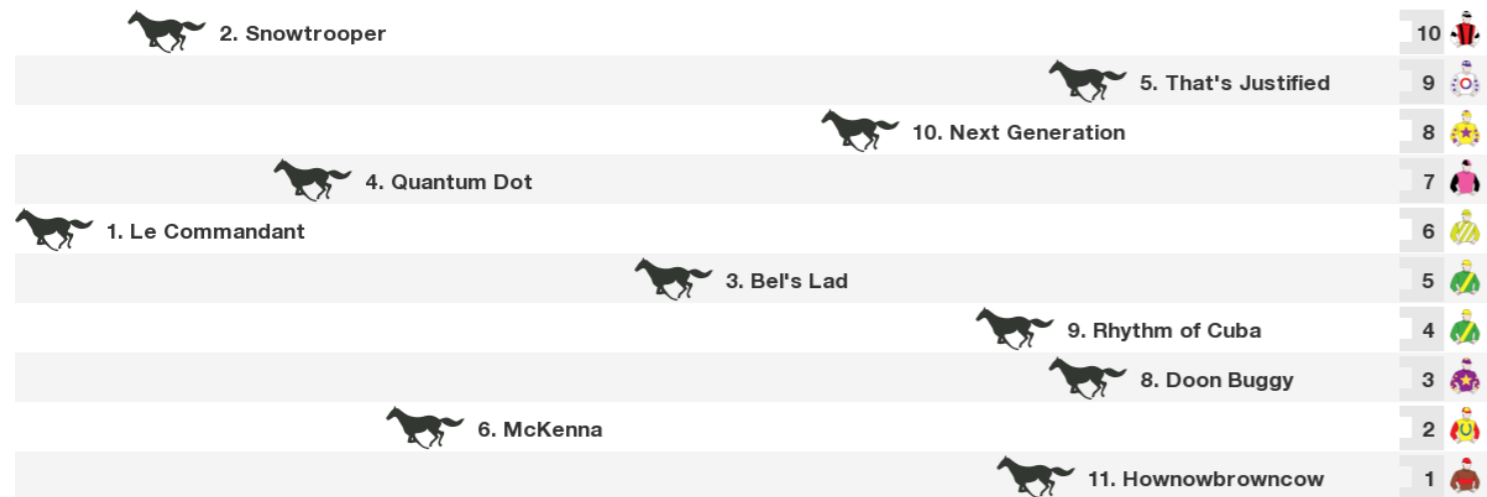 2. Snowtrooper 10
5. That's Justified 9
10. Next Generation 8
4. Quantum Dot 7
1. Le Commandant 6
3. Bel's Lad 5
9. Rhythm of Cuba 4
8. Doon Buggy 3
6. McKenna 2
11. Hownowbrowncow 1